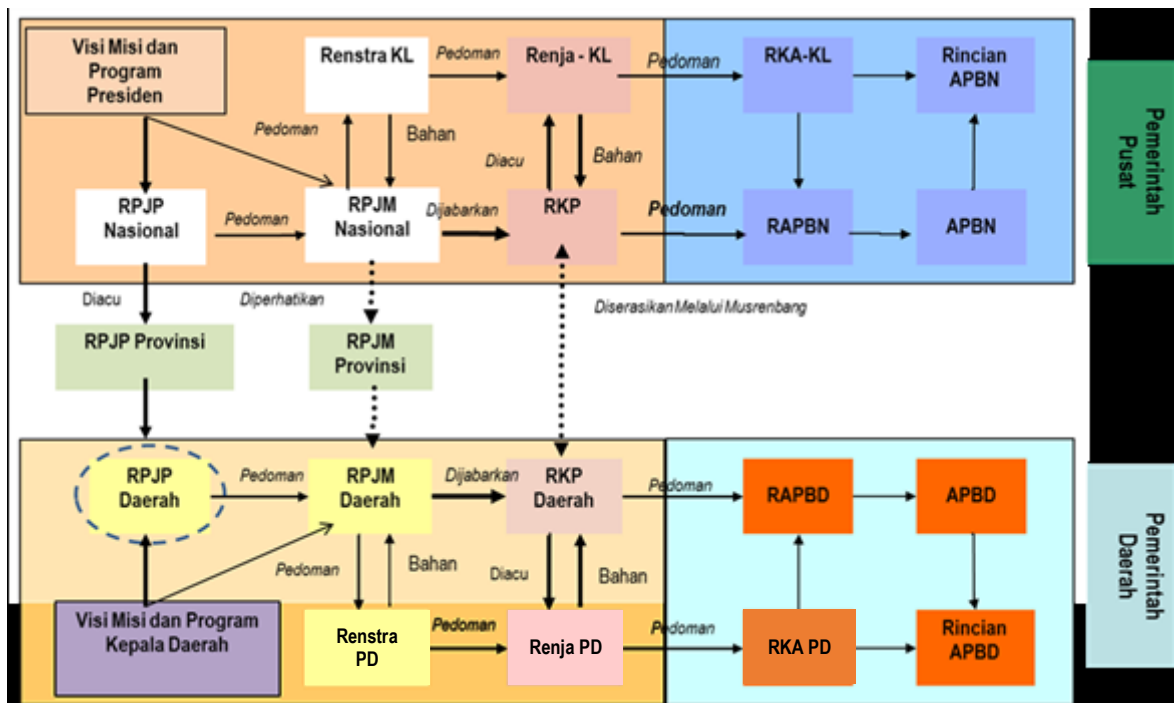 Visi Misi dan
Program
Presiden
Renstra KL
Pedoman
Renja - KL
Pedoman
RKA-KL
Rincian
APBN
Pemerintah
Pusat
Pedoman
Bahan
Diacu
Bahan
RPJP
Nasional
Pedoman
RPJM
Nasional
Dijabarkan
RKP
Pedoman
RAPBN
APBN
Diacu
Diperhatikan
Diserasikan Melalui Musrenbang
RPJP Provinsi
RPJM
Provinsi
RPJP
Daerah
Pedoman
RPJM
Daerah
Dijabarkan
RKP
Daerah
Pedoman
RAPBD
APBD
Pemerintah
Daerah
Pedoman
Bahan
Diacu
Bahan
Visi Misi dan Program
Kepala Daerah
Renstra
PD
Pedoman
Renja PD
Pedoman
RKA PD
Rincian
APBD